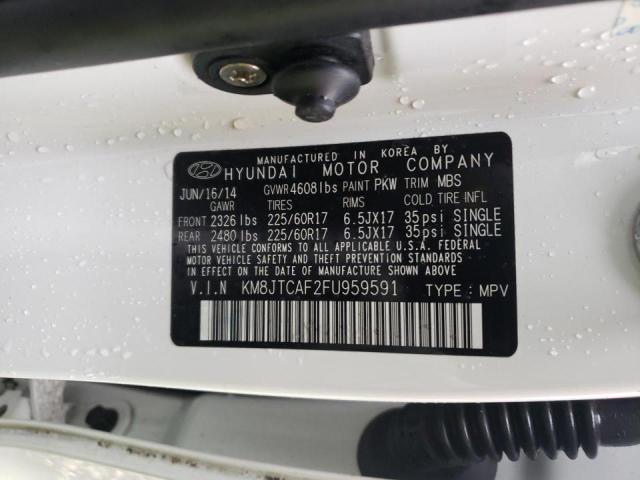 MANUFACTURED IN KOREA BY
HYUNDAI MOTOR COMPANY
JUN/16/14 GVWR 4608lbs PAINT PKW TRIM MBS
GAWR TIRES RIMS COLD TIRE INFL
FRONT 2326 lbs 225/60R17 6.5JX17 35psi SINGLE
REAR 2480 lbs 225/60R17 6.5JX17 35psi SINGLE
THIS VEHICLE CONFORMS TO ALL APPLICABLE U.S.A. FEDERAL
MOTOR VEHICLE SAFETY, BUMPER, AND THEFT PREVENTION
STANDARDS IN EFFECT ON THE DATE OF MANUFACTURE SHOWN ABOVE.
V.I.N KM8JTCAF2FU959591 TYPE : MPV